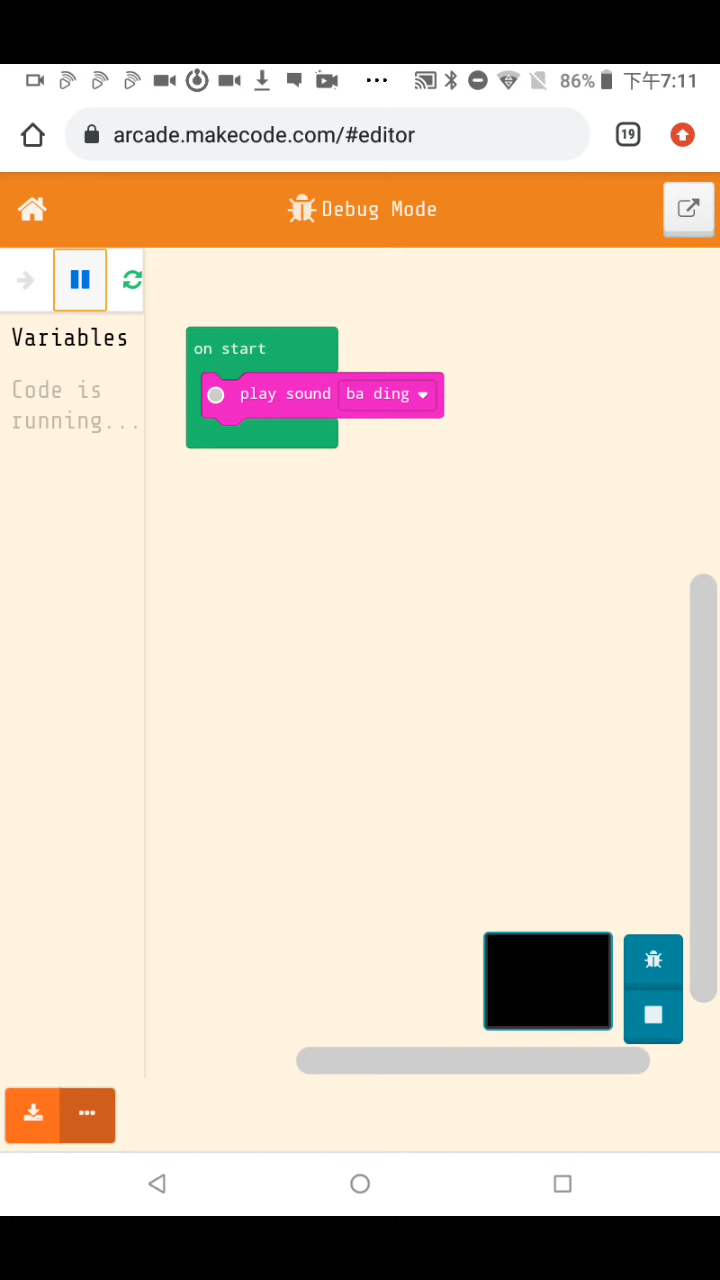 86% 下午7:11
arcade.makecode.com/#editor 19
Debug Mode
Variables
Code is
running...
on start
play sound ba ding